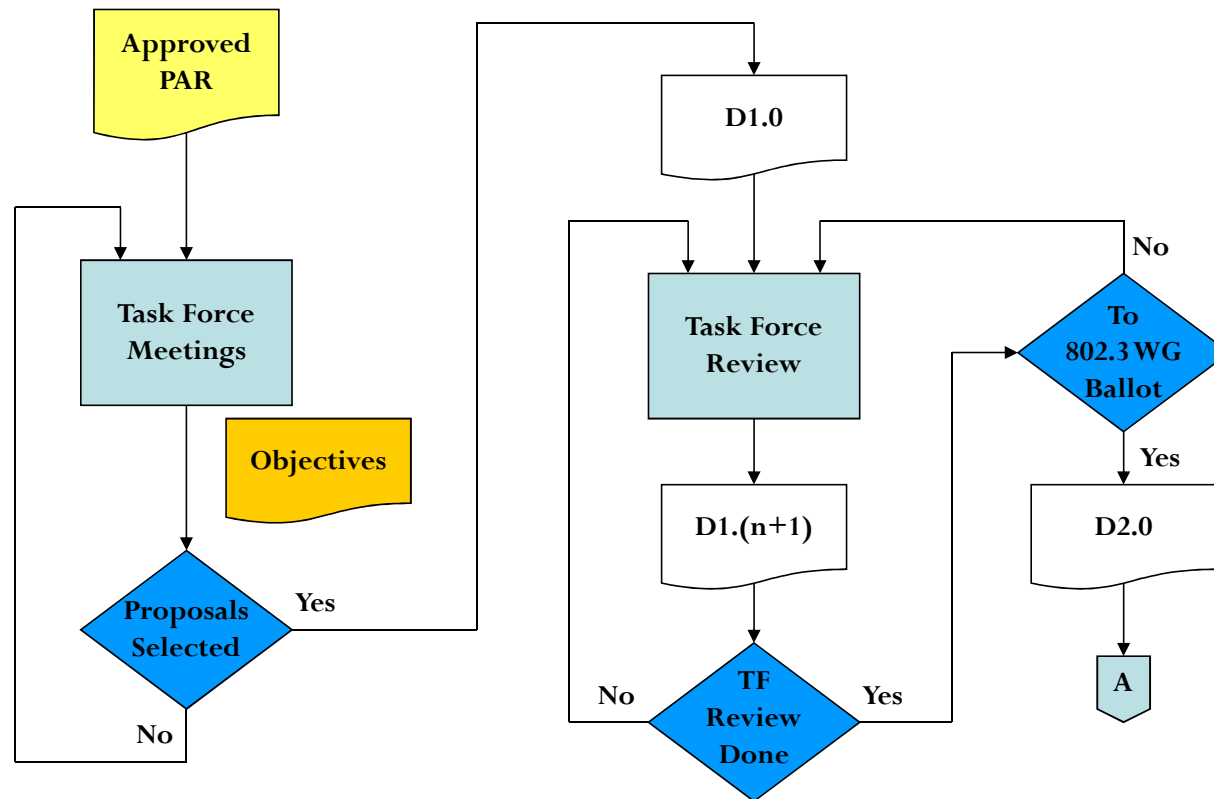 Approved
PAR
Task Force
Meetings
Objectives
Proposals
Selected
Yes
No
D1.0
Task Force
Review
D1.(n+1)
TF
Review
Done
No
Yes
To
802.3 WG
Ballot
No
Yes
D2.0
A